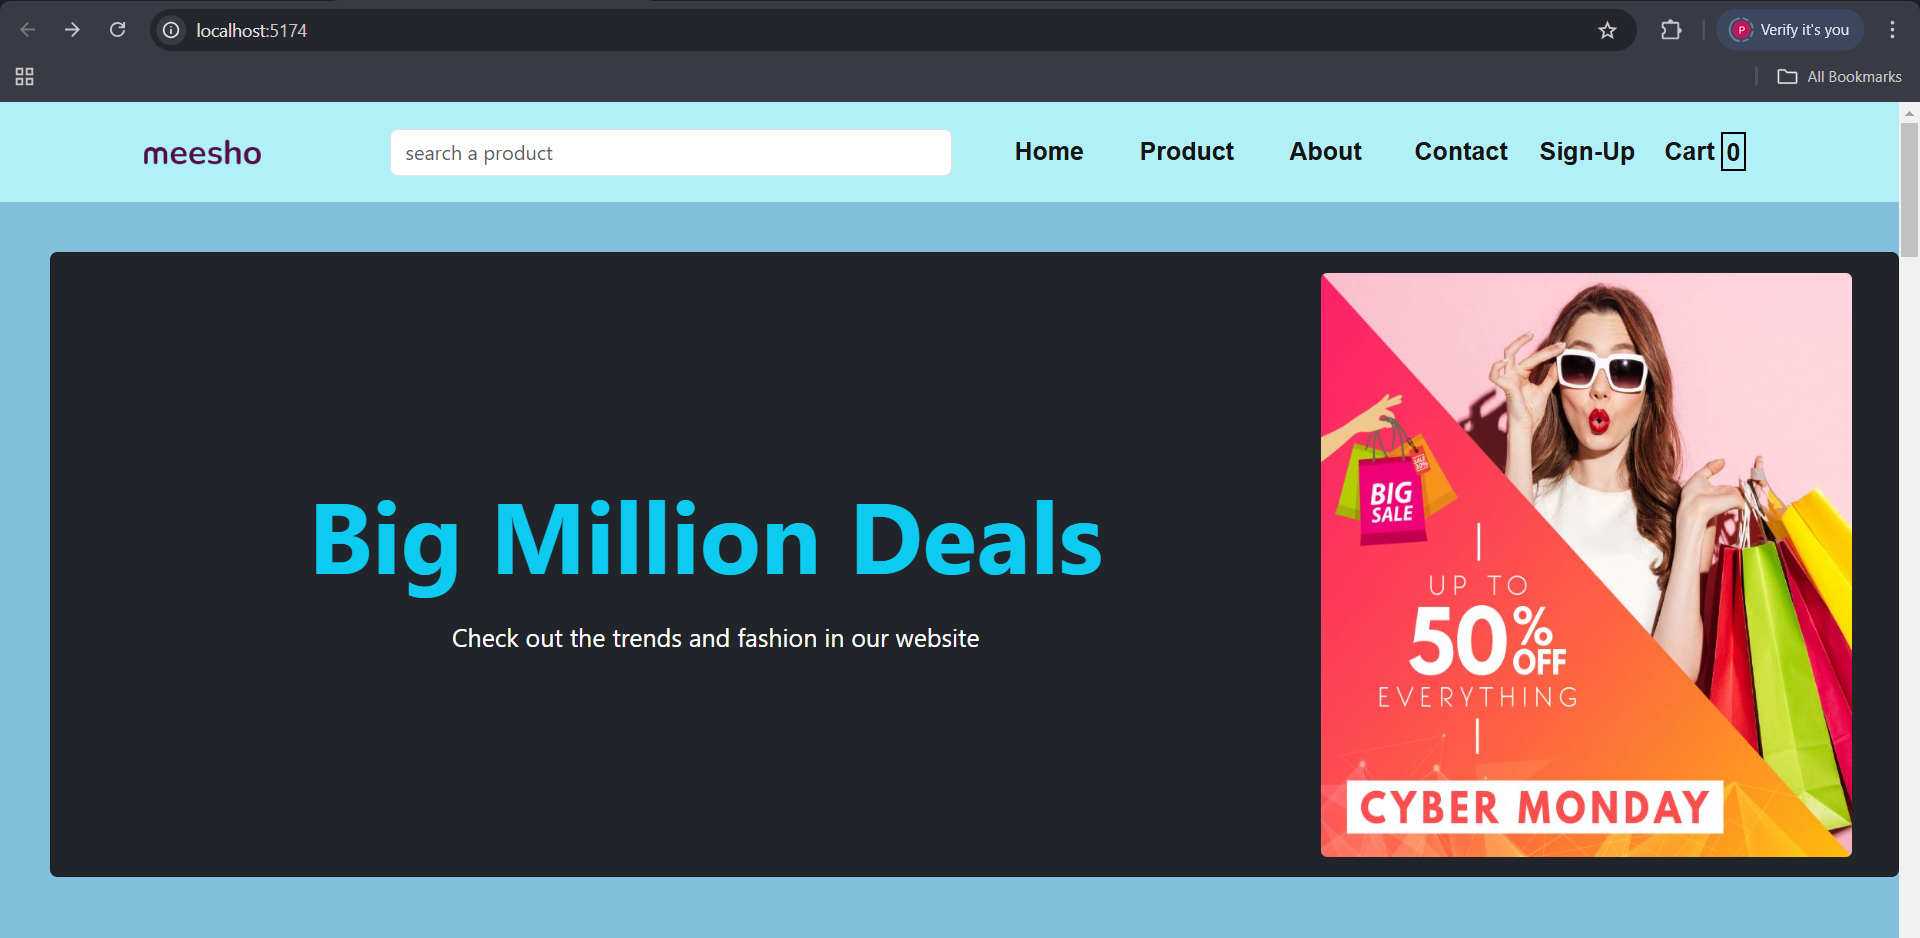 localhost:5174
P
Verify it's you
All Bookmarks
meesho
search a product
Home
Product
About
Contact
Sign-Up
Cart 0
Big Million Deals
Check out the trends and fashion in our website
BIG
SALE
UP TO
50%
OFF
EVERYTHING
CYBER MONDAY